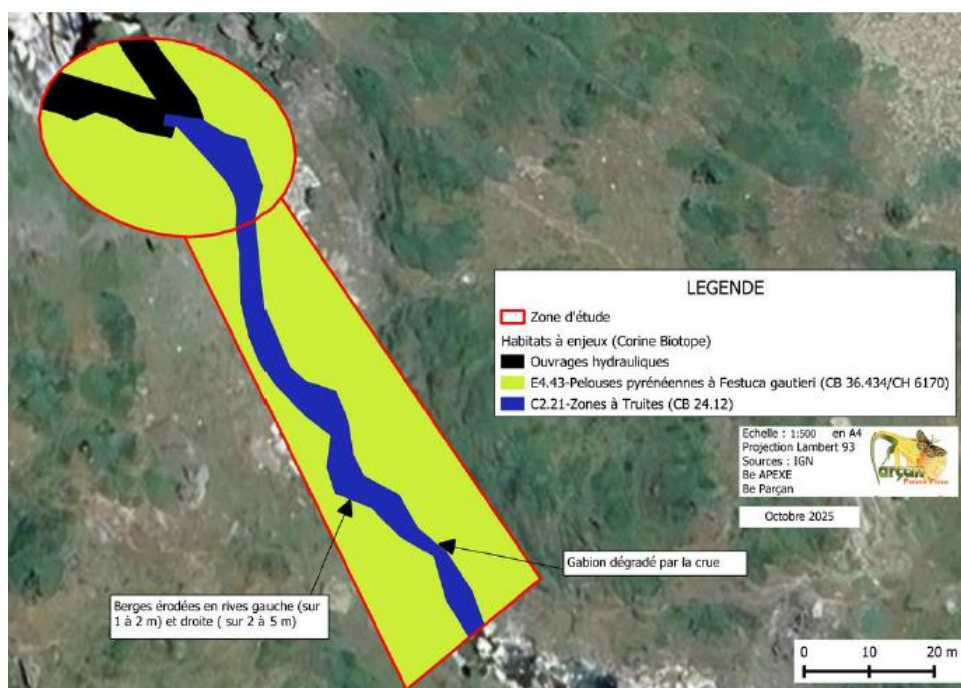 LEGENDE
Zone d'étude
Habitats à enjeux (Corine Biotope)
Ouvrages hydrauliques
E4.43-Pelouses pyrénéennes à Festuca gautieri (CB 36.434/CH 6170)
C2.21-Zones à Truites (CB 24.12)
Echelle : 1:500 en A4
Projection Lambert 93
Sources : IGN
Be APEXE
Be Parçan
Parçan
Octobre 2025
Gabion dégradé par la crue
Berges érodées en rives gauche (sur
1 à 2 m) et droite ( sur 2 à 5 m)
0 10 20 m